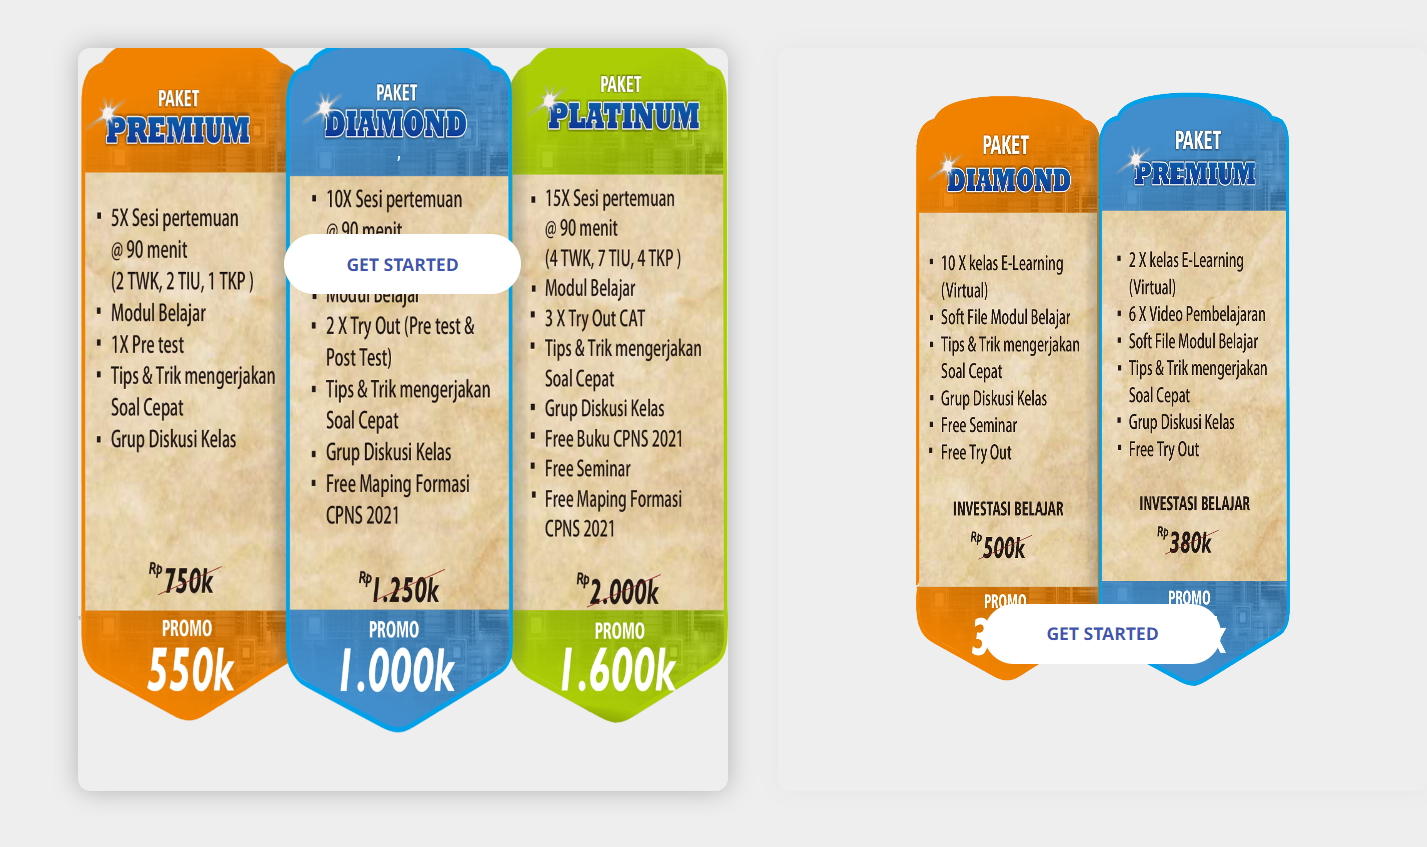 PAKET
PREMIUM
5X Sesi pertemuan
@ 90 menit
(2 TWK, 2 TIU, 1 TKP )
Modul Belajar
1X Pre test
Tips & Trik mengerjakan
Soal Cepat
Grup Diskusi Kelas
Rp 750k
PROMO
550k
PAKET
DIAMOND
,
10X Sesi pertemuan
@ 90 menit
GET STARTED
Modul Belajar
2 X Try Out (Pre test &
Post Test)
Tips & Trik mengerjakan
Soal Cepat
Grup Diskusi Kelas
Free Maping Formasi
CPNS 2021
Rp 1.250k
PROMO
1.000k
PAKET
PLATINUM
15X Sesi pertemuan
@ 90 menit
(4 TWK, 7 TIU, 4 TKP )
Modul Belajar
3 X Try Out CAT
Tips & Trik mengerjakan
Soal Cepat
Grup Diskusi Kelas
Free Buku CPNS 2021
Free Seminar
Free Maping Formasi
CPNS 2021
Rp 2.000k
PROMO
1.600k
PAKET
DIAMOND
10 X kelas E-Learning
(Virtual)
Soft File Modul Belajar
Tips & Trik mengerjakan
Soal Cepat
Grup Diskusi Kelas
Free Seminar
Free Try Out
INVESTASI BELAJAR
Rp 500k
PROMO
PAKET
PREMIUM
2 X kelas E-Learning
(Virtual)
6 X Video Pembelajaran
Soft File Modul Belajar
Tips & Trik mengerjakan
Soal Cepat
Grup Diskusi Kelas
Free Try Out
INVESTASI BELAJAR
Rp 380k
PROMO
GET STARTED